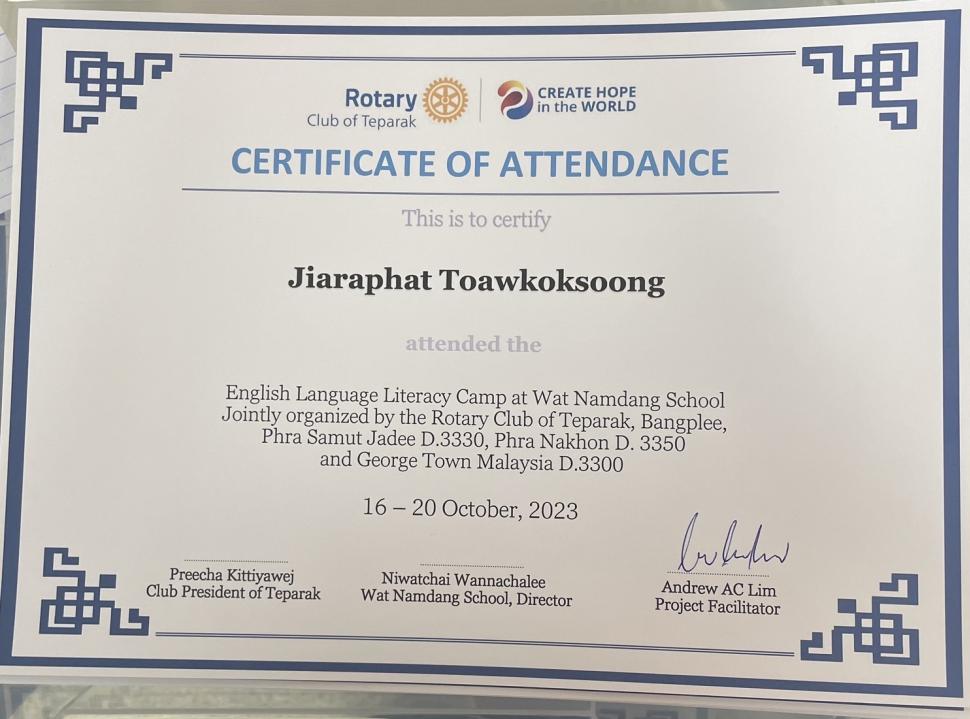 Rotary
Club of Teparak
CREATE HOPE
in the WORLD
CERTIFICATE OF ATTENDANCE
This is to certify
Jiaraphat Toawkoksoong
attended the
English Language Literacy Camp at Wat Namdang School
Jointly organized by the Rotary Club of Teparak, Bangplee,
Phra Samut Jadee D.3330, Phra Nakhon D. 3350
and George Town Malaysia D.3300
16 – 20 October, 2023
Preecha Kittiyawej
Club President of Teparak
Niwatchai Wannachalee
Wat Namdang School, Director
Andrew AC Lim
Project Facilitator